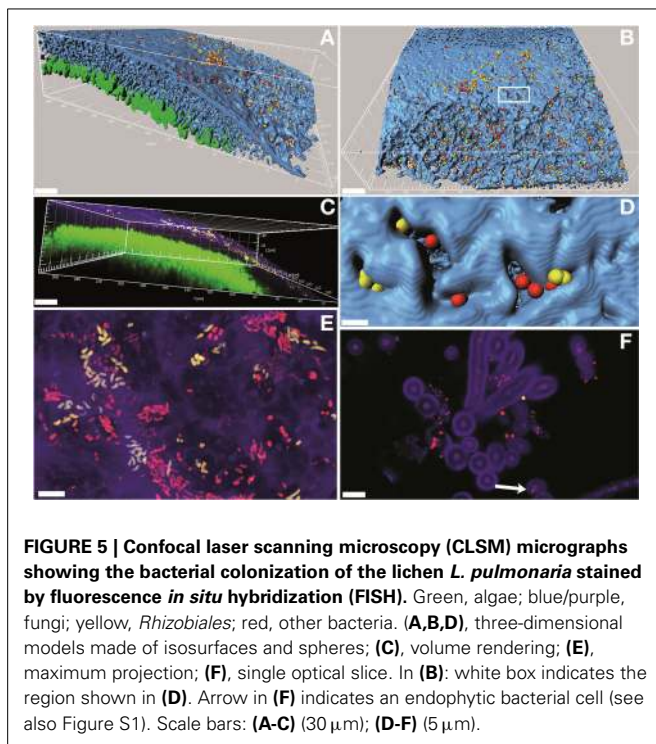 A
B
C
D
E
F
FIGURE 5 | Confocal laser scanning microscopy (CLSM) micrographs
showing the bacterial colonization of the lichen L. pulmonaria stained
by fluorescence in situ hybridization (FISH). Green, algae; blue/purple,
fungi; yellow, Rhizobiales; red, other bacteria. (A,B,D), three-dimensional
models made of isosurfaces and spheres; (C), volume rendering; (E),
maximum projection; (F), single optical slice. In (B): white box indicates the
region shown in (D). Arrow in (F) indicates an endophytic bacterial cell (see
also Figure S1). Scale bars: (A-C) (30 μm); (D-F) (5 μm).